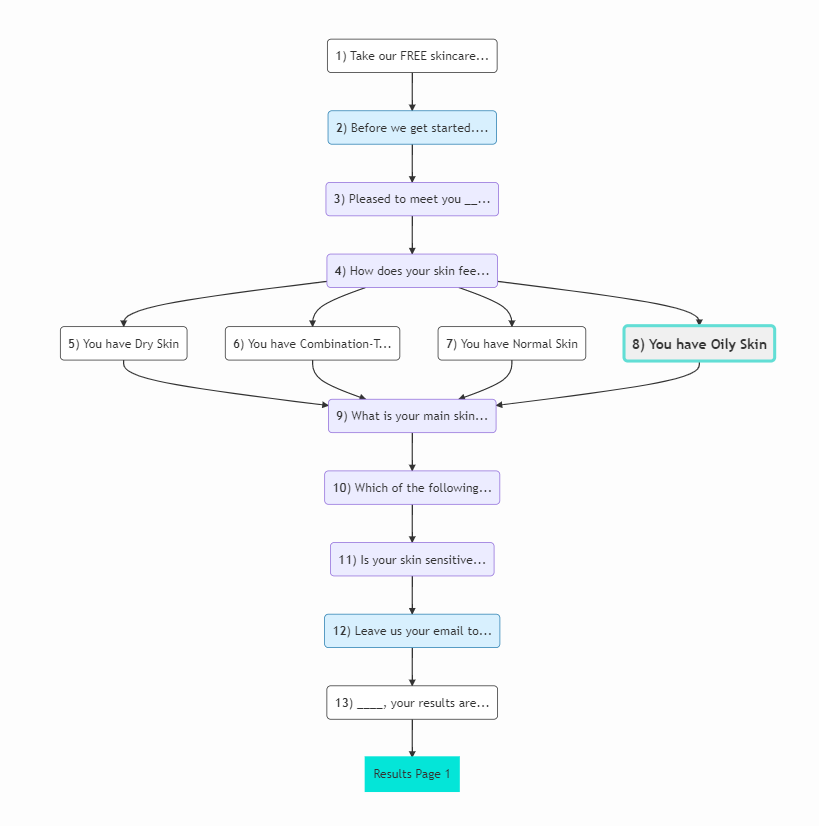 1) Take our FREE skincare...
2) Before we get started....
3) Pleased to meet you __...
4) How does your skin fee...
5) You have Dry Skin
6) You have Combination-T...
7) You have Normal Skin
8) You have Oily Skin
9) What is your main skin...
10) Which of the following...
11) Is your skin sensitive...
12) Leave us your email to...
13) ____, your results are...
Results Page 1